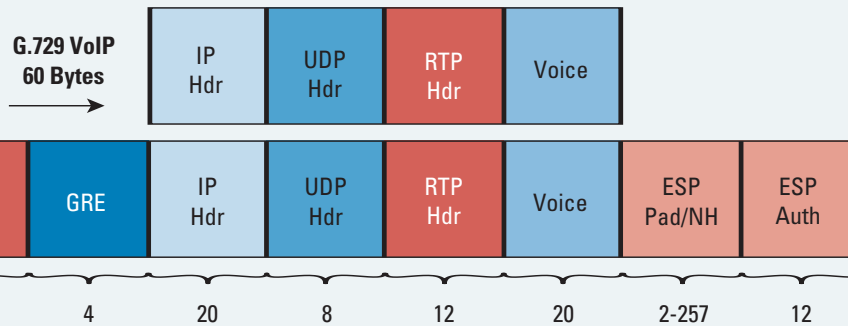 G.729 VoIP
60 Bytes
IP
Hdr
UDP
Hdr
RTP
Hdr
Voice
GRE
IP
Hdr
UDP
Hdr
RTP
Hdr
Voice
ESP
Pad/NH
ESP
Auth
4
20
8
12
20
2-257
12